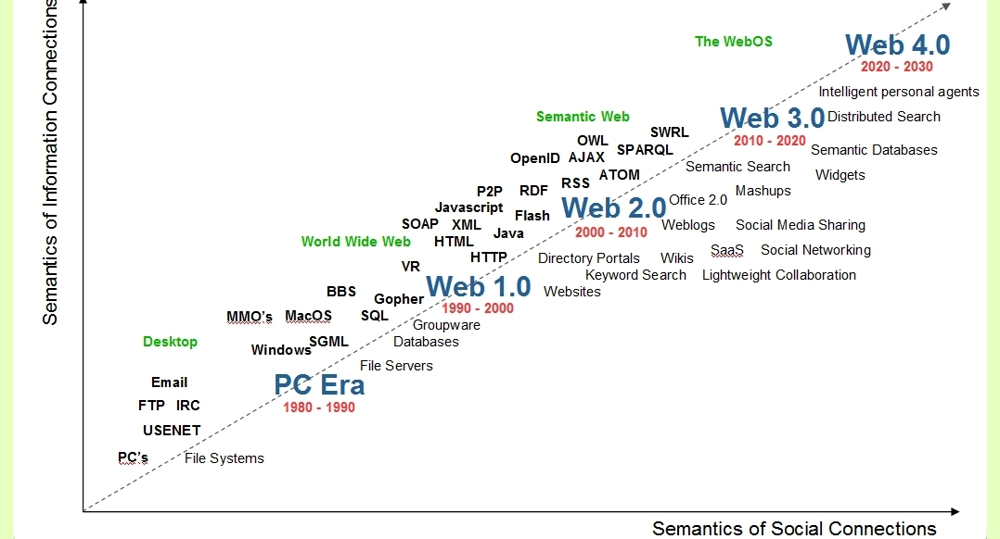 Semantics of Information Connections
The WebOS
Web 4.0
2020 - 2030
Intelligent personal agents
Semantic Web
Web 3.0
Distributed Search
2010 - 2020
SWRL
OWL
SPARQL
Semantic Databases
OpenID
AJAX
Semantic Search
ATOM
Widgets
RSS
P2P
RDF
Mashups
Office 2.0
Javascript
Web 2.0
Flash
SOAP
XML
Weblogs
Social Media Sharing
2000 - 2010
Java
World Wide Web
HTML
SaaS
Social Networking
HTTP
Directory Portals
Wikis
VR
Keyword Search
Lightweight Collaboration
Web 1.0
BBS
Websites
Gopher
1990 - 2000
MMO's
MacOS
SQL
Groupware
Desktop
SGML
Databases
Windows
File Servers
Email
PC Era
FTP
IRC
1980 - 1990
USENET
PC's
File Systems
Semantics of Social Connections